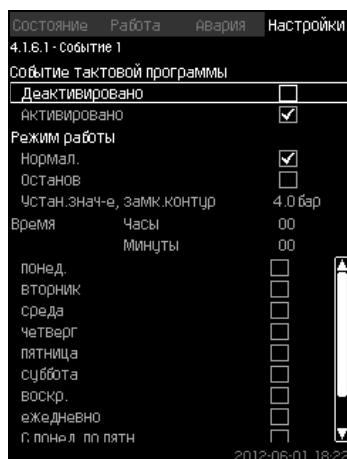 Состояние Работа Авария Настройки
4.1.6.1 - Событие 1
Событие тактовой программы
Деактивировано
Активировано
Режим работы
Нормал.
Останов
Устан.знач-е, замк.контур 4.0 бар
Время Часы 00
Минуты 00
понед.
вторник
среда
четверг
пятница
суббота
воскр.
ежедневно
С понед. по пятн
2012-06-01 18:22